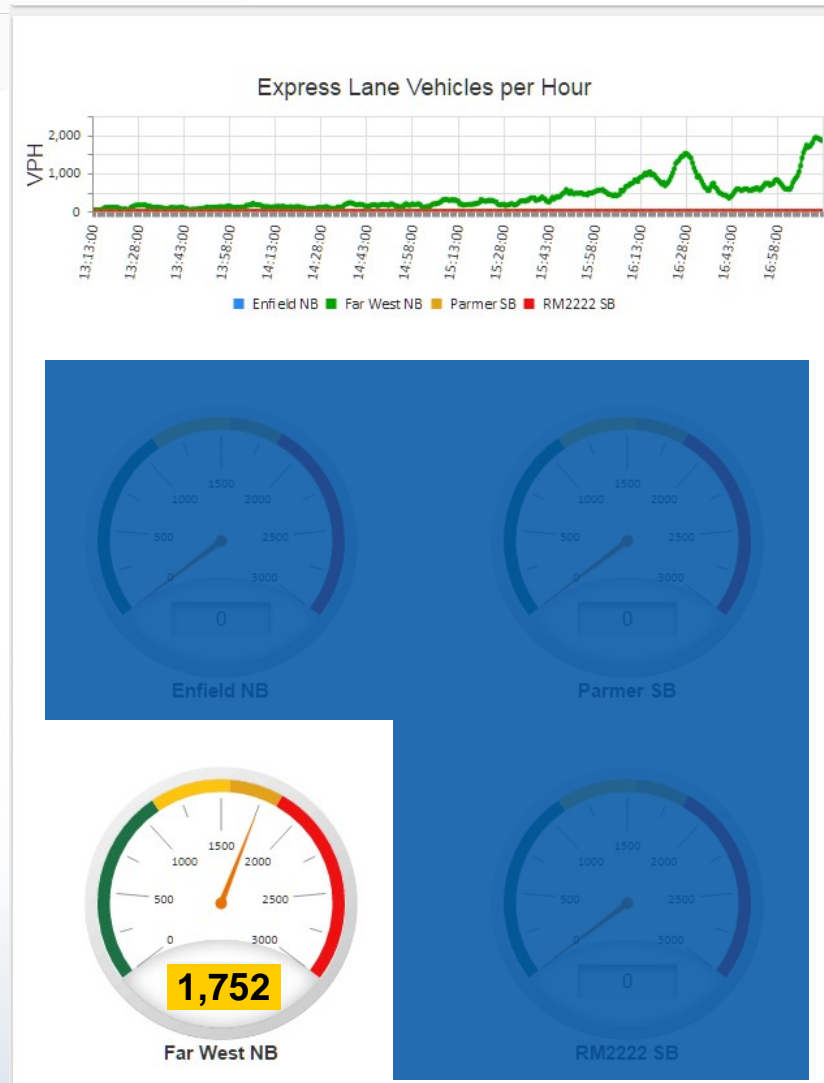 Express Lane Vehicles per Hour
VPH
2,000
1,000
0
13:13:00 13:28:00 13:43:00 13:58:00 14:13:00 14:28:00 14:43:00 14:58:00 15:13:00 15:28:00 15:43:00 15:58:00 16:13:00 16:28:00 16:43:00 16:58:00
Enfield NB Far West NB Parmer SB RM2222 SB
0 500 1000 1500 2000 2500 3000
0
Enfield NB
0 500 1000 1500 2000 2500 3000
0
Parmer SB
0 500 1000 1500 2000 2500 3000
1,752
Far West NB
0 500 1000 1500 2000 2500 3000
0
RM2222 SB